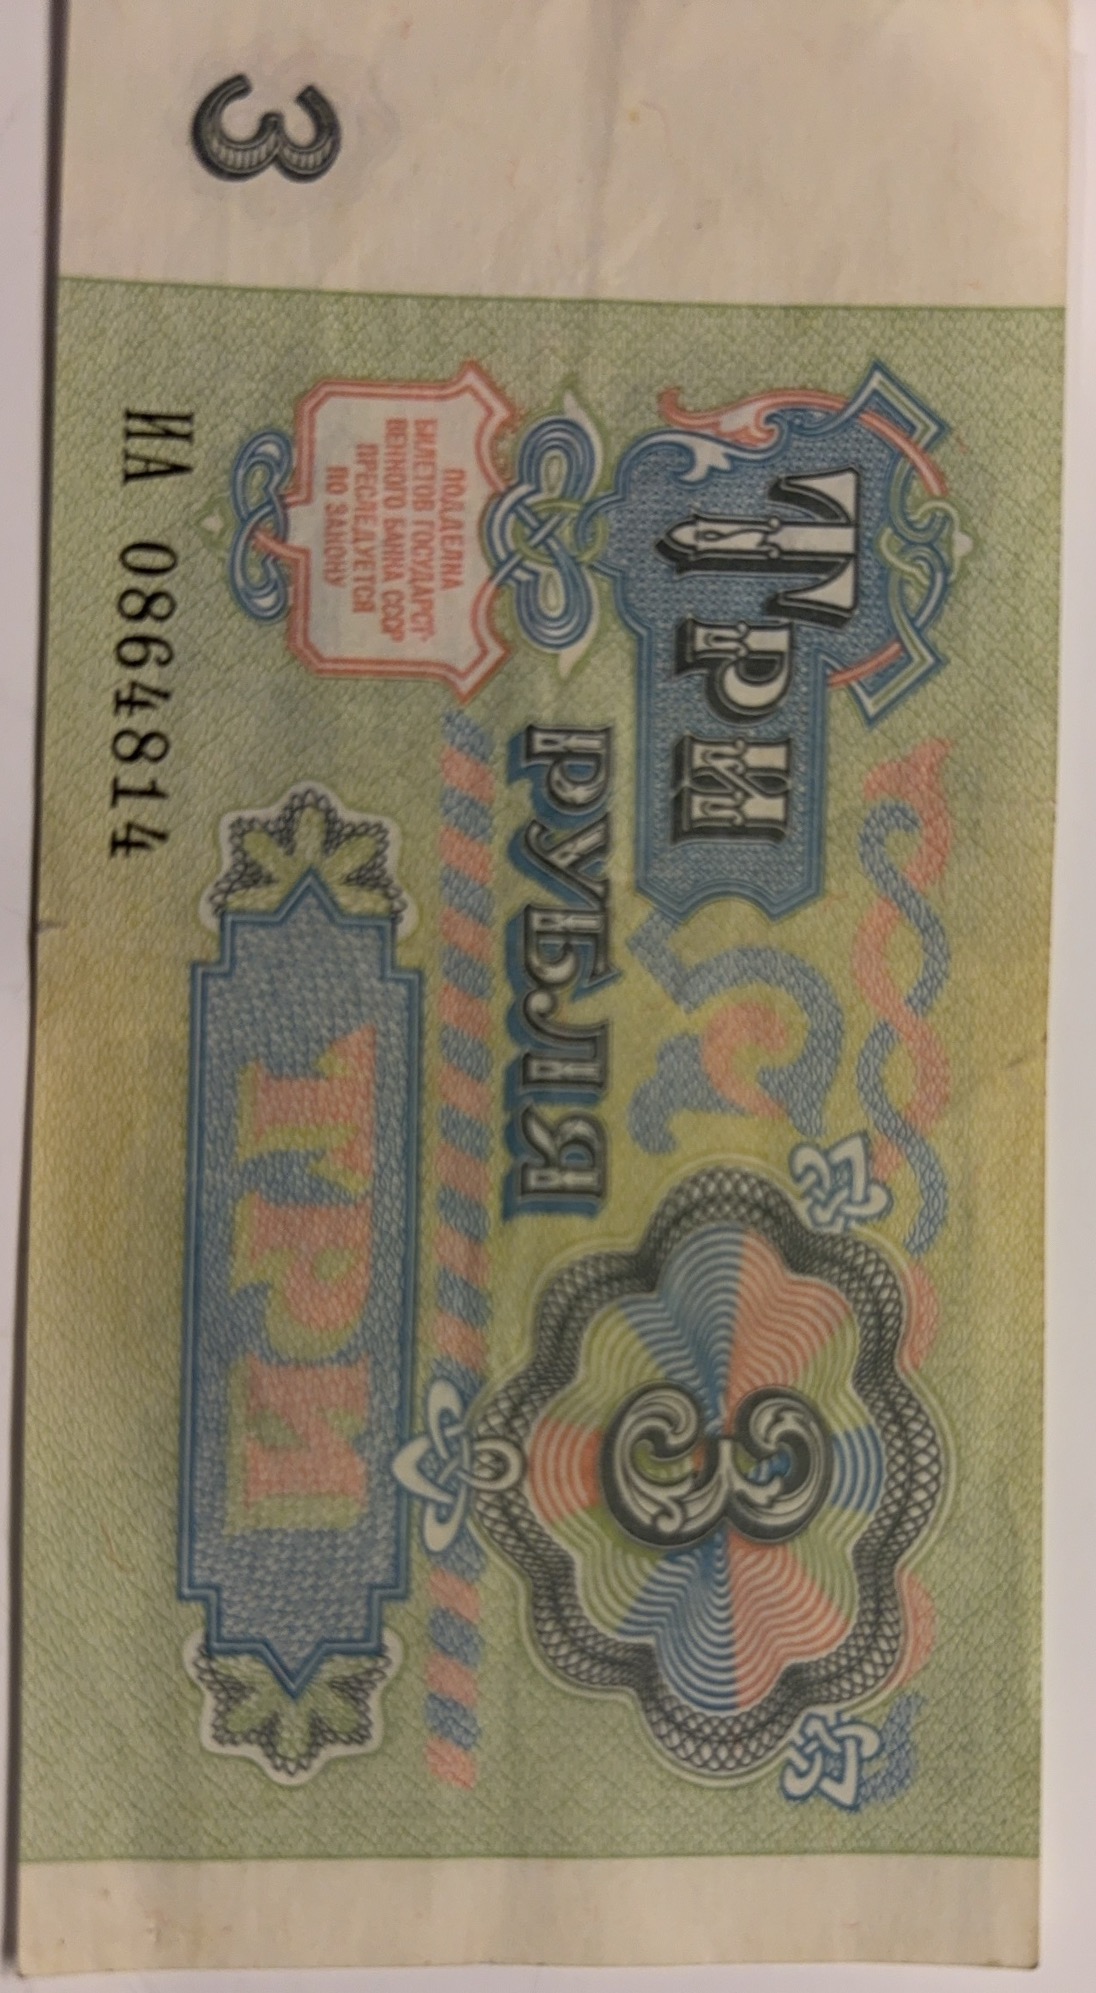 3
ТРИ
РУБЛЯ
ПОДДЕЛКА
БИЛЕТОВ ГОСУДАРСТ-
ВЕННОГО БАНКА СССР
ПРЕСЛЕДУЕТСЯ
ПО ЗАКОНУ
3
ТРИ
ИА 0864814